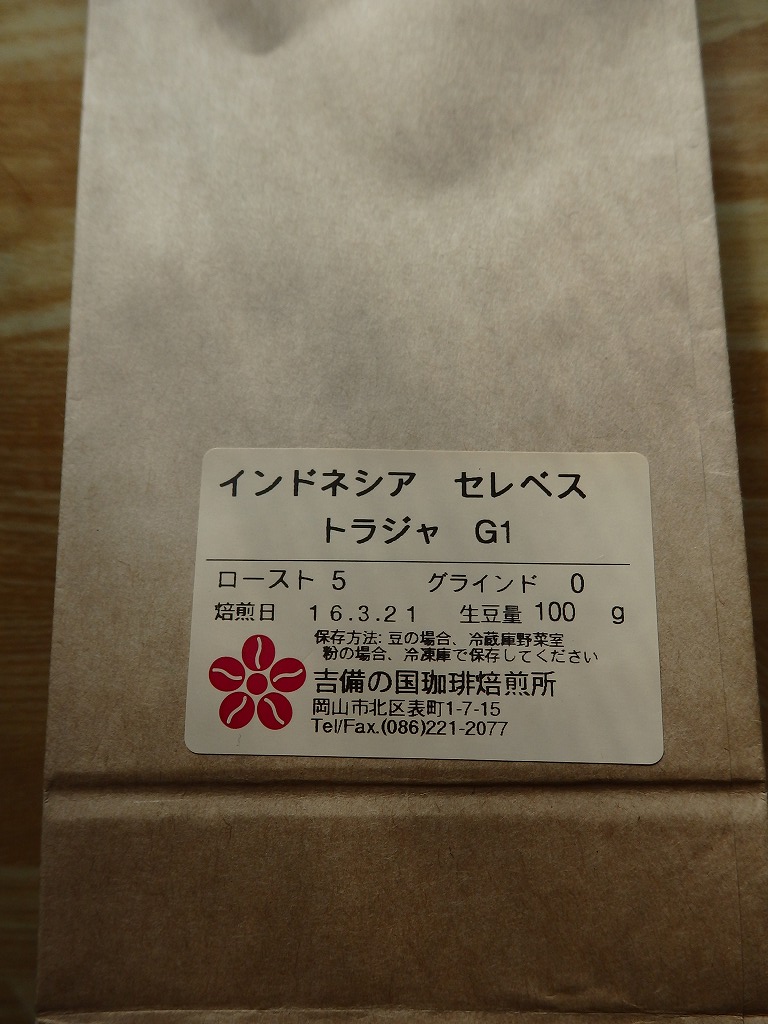 インドネシア　セレベス
トラジャ　G1
ロースト 5　グラインド　0
焙煎日　16.3.21　生豆量 100　g
保存方法: 豆の場合、冷蔵庫野菜室
粉の場合、冷凍庫で保存してください
吉備の国珈琲焙煎所
岡山市北区表町1-7-15
Tel/Fax.(086)221-2077